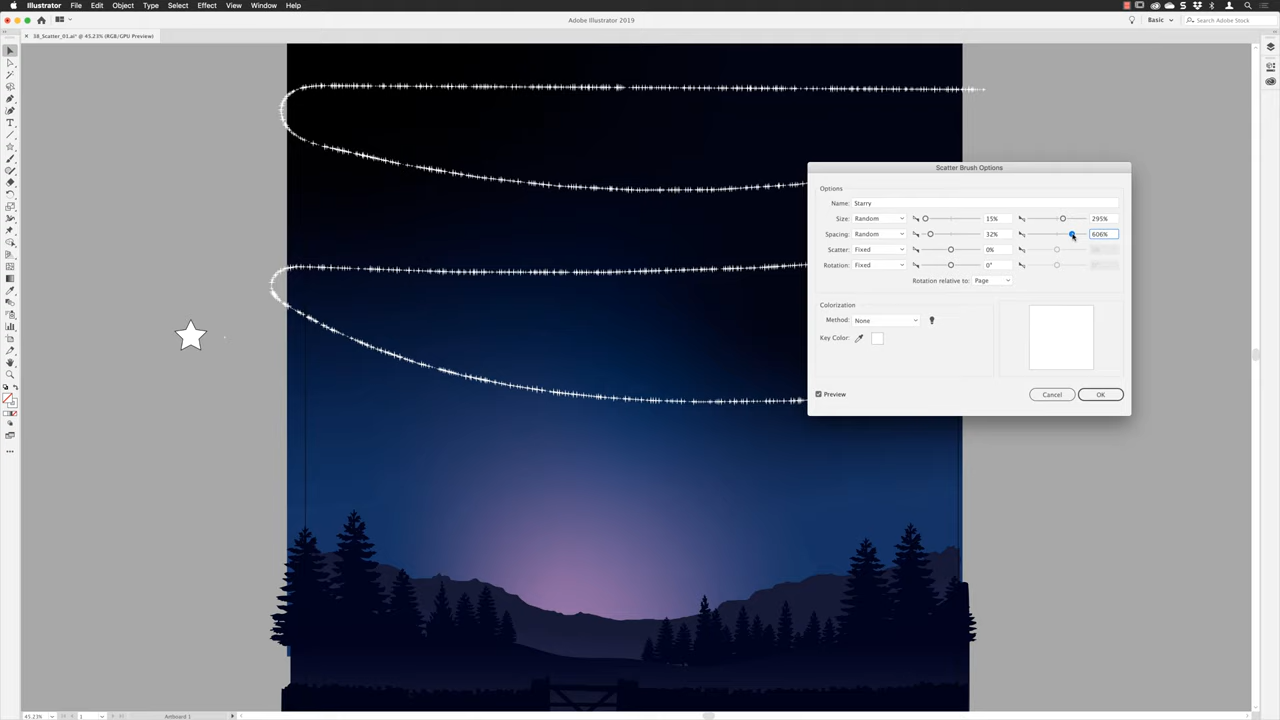 Illustrator File Edit Object Type Select Effect View Window Help
Adobe Illustrator 2019
Basic
Search Adobe Stock
38_Scatter_01.ai* @ 45.23% (RGB/GPU Preview)
Scatter Brush Options
Options
Name: Starry
Size: Random 15% 295%
Spacing: Random 32% 606%
Scatter: Fixed 0%
Rotation: Fixed 0°
Rotation relative to: Page
Colorization
Method: None
Key Color:
Preview
Cancel
OK
45.23% 1 Artboard 1